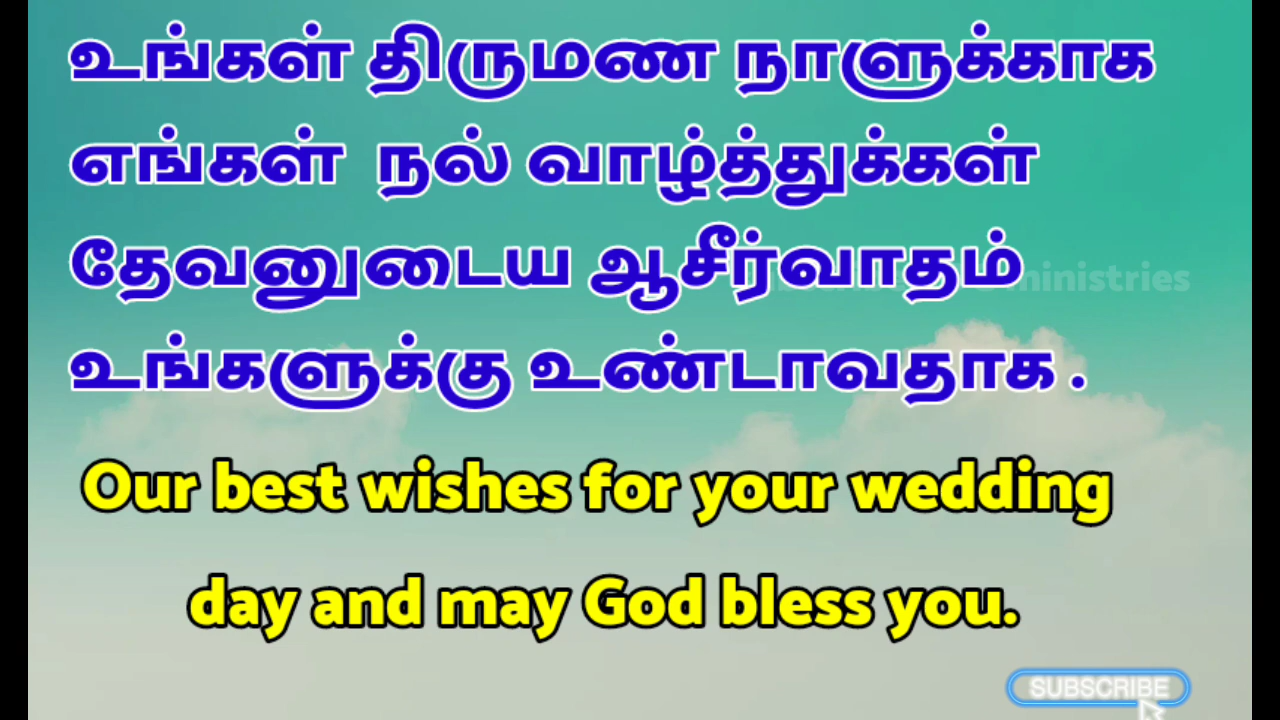 உங்கள் திருமண நாளுக்காக
எங்கள் நல் வாழ்த்துக்கள்
தேவனுடைய ஆசீர்வாதம்
ministries
உங்களுக்கு உண்டாவதாக .
Our best wishes for your wedding
day and may God bless you.
SUBSCRIBE